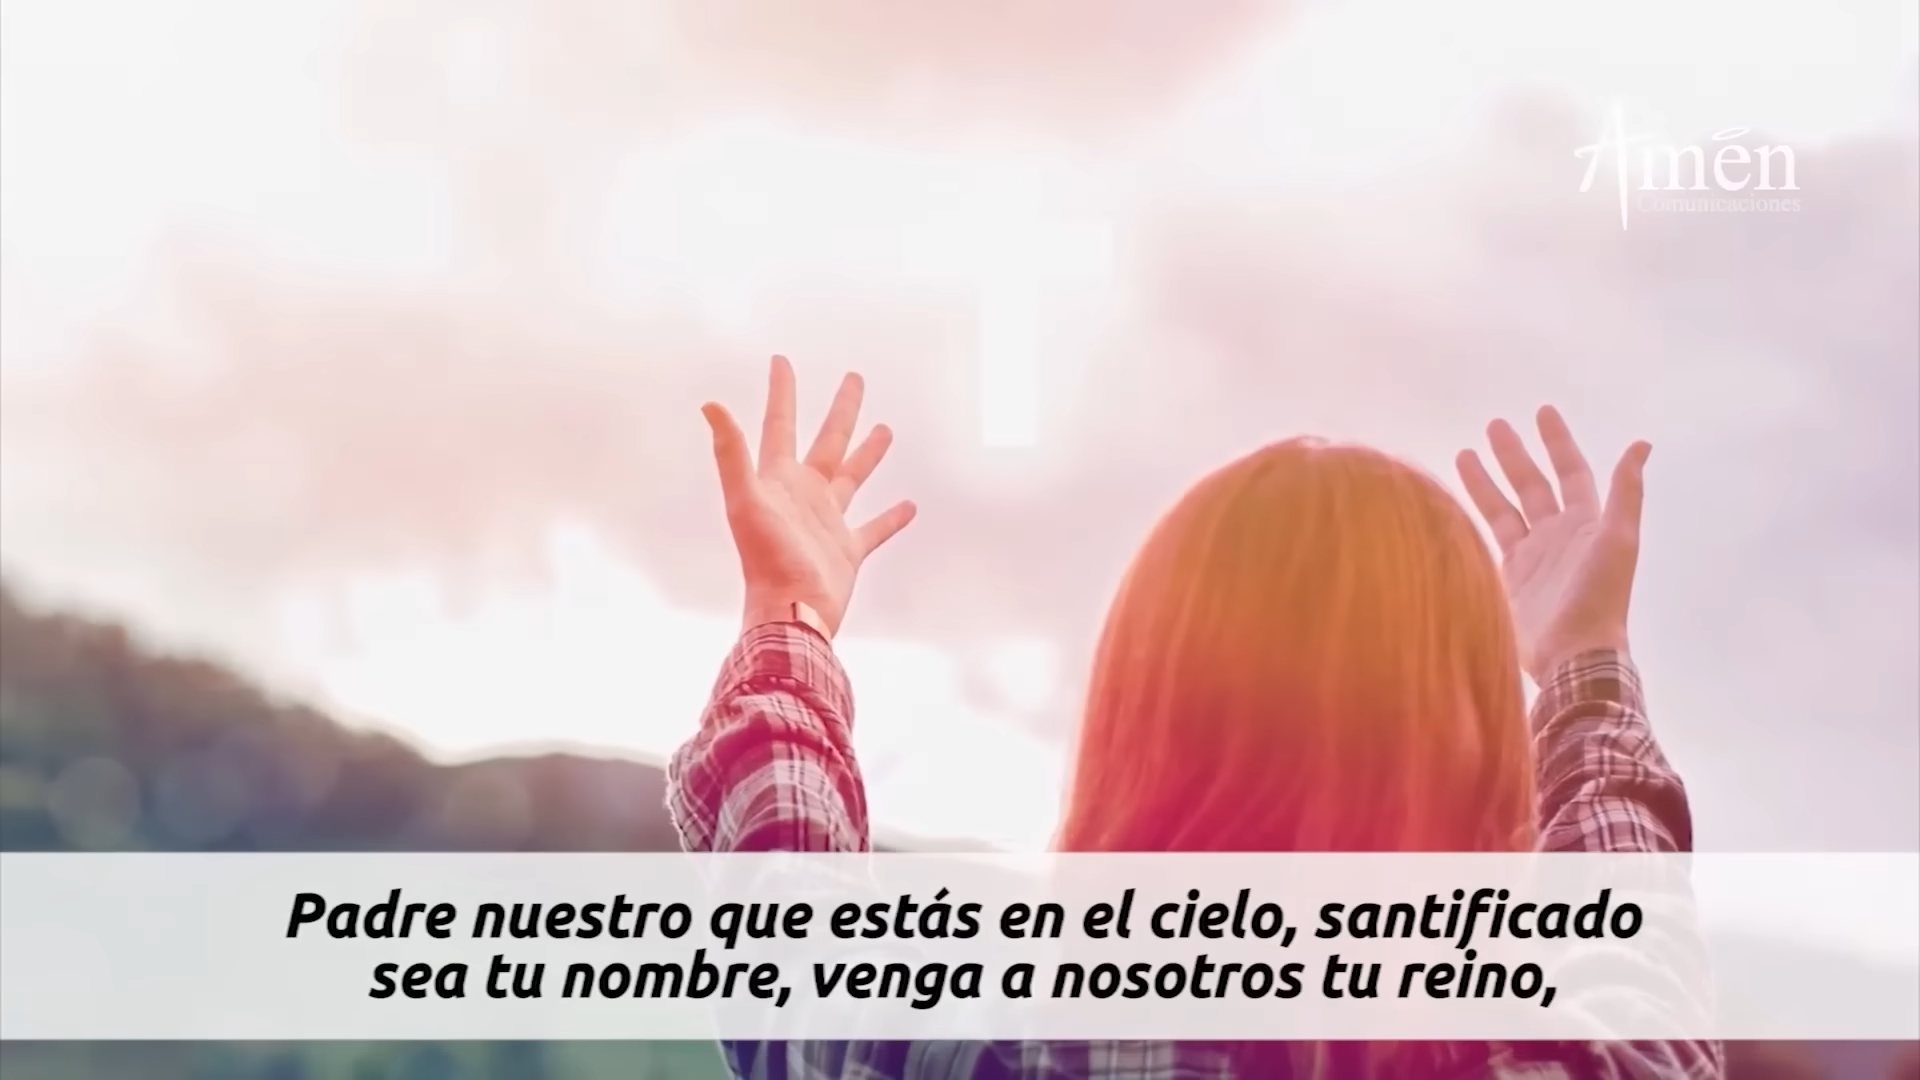 Amén
Comunicaciones
Padre nuestro que estás en el cielo, santificado
sea tu nombre, venga a nosotros tu reino,